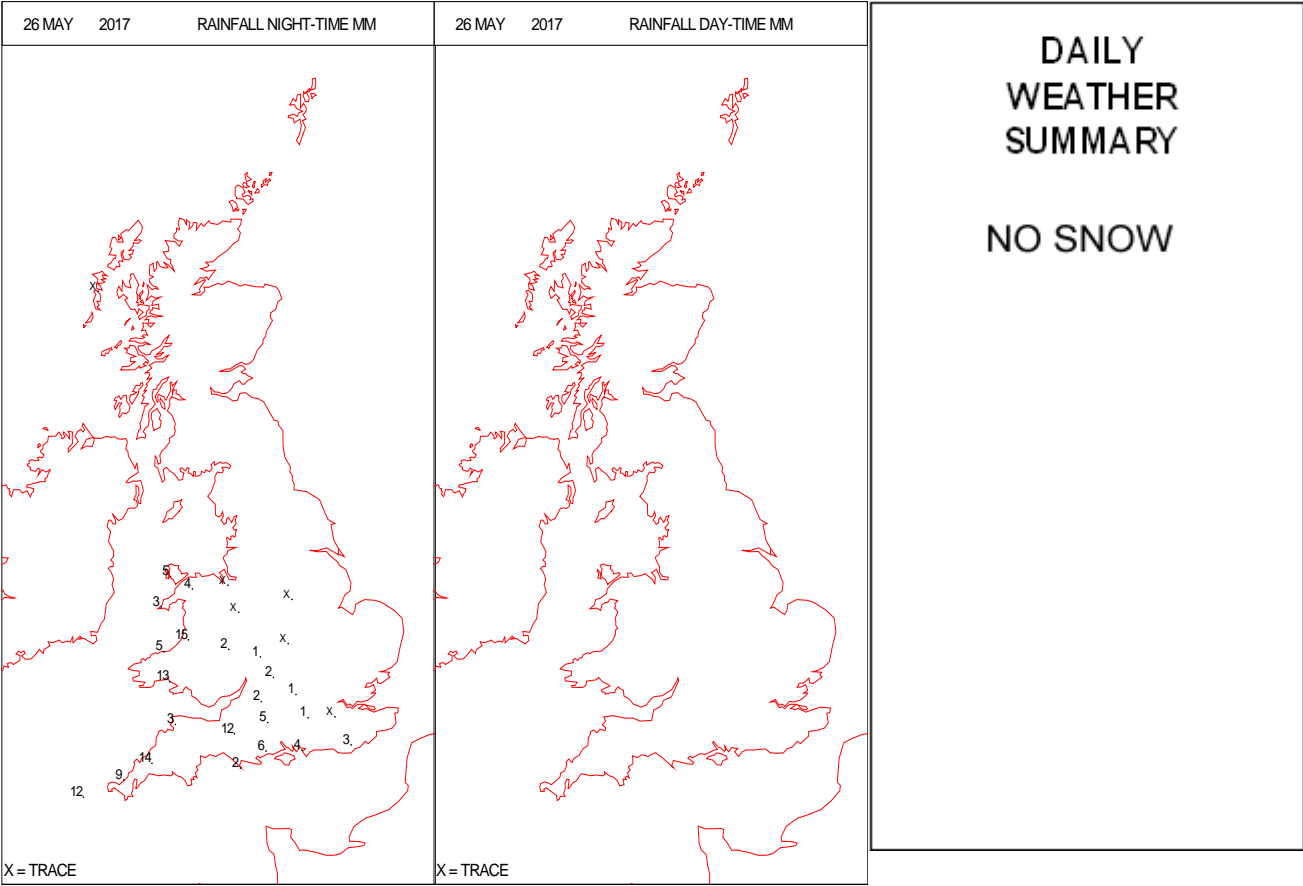 26 MAY 2017 RAINFALL NIGHT-TIME MM
X
5
4 X
X
3 X
15 X
5 2
1
13 2
2 1
3 5 1 X
12
6 4 3
14 2
9
12
X = TRACE
26 MAY 2017 RAINFALL DAY-TIME MM
X = TRACE
DAILY
WEATHER
SUMMARY
NO SNOW